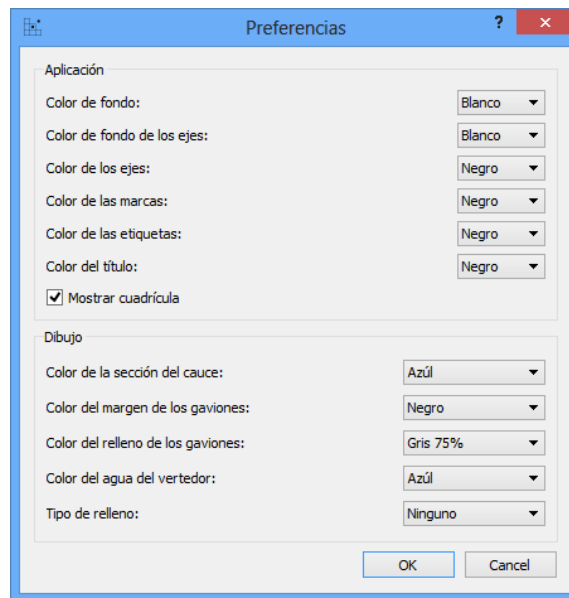 Preferencias ? ×
Aplicación
Color de fondo: Blanco
Color de fondo de los ejes: Blanco
Color de los ejes: Negro
Color de las marcas: Negro
Color de las etiquetas: Negro
Color del título: Negro
Mostrar cuadrícula
Dibujo
Color de la sección del cauce: Azúl
Color del margen de los gaviones: Negro
Color del relleno de los gaviones: Gris 75%
Color del agua del vertedor: Azúl
Tipo de relleno: Ninguno
OK Cancel